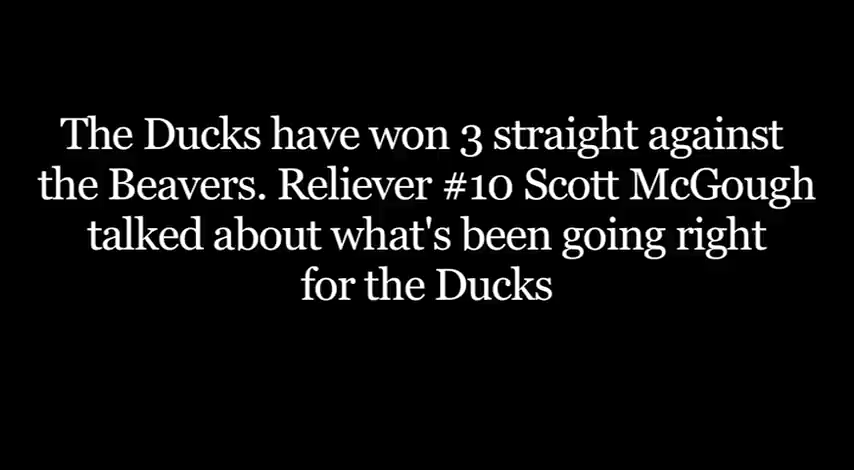 The Ducks have won 3 straight against
the Beavers. Reliever #10 Scott McGough
talked about what's been going right
for the Ducks